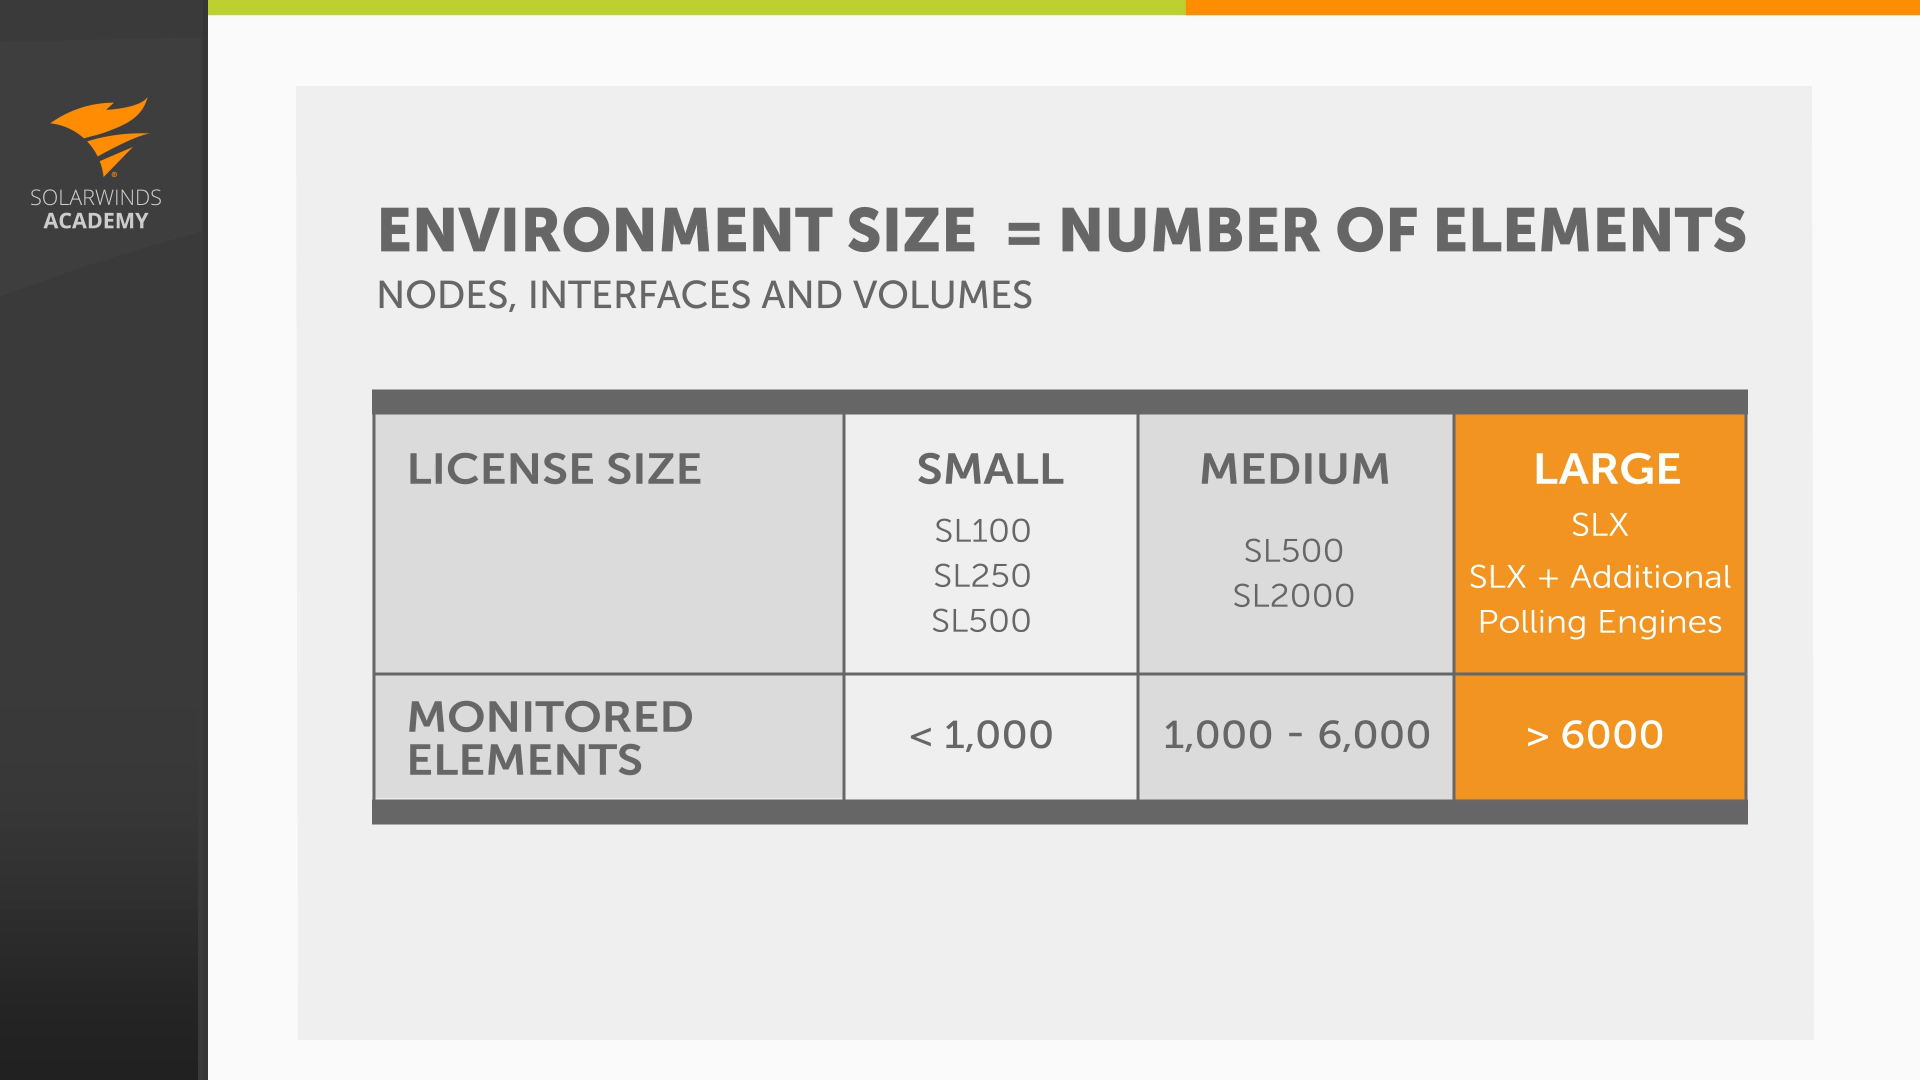 SOLARWINDS
ACADEMY
ENVIRONMENT SIZE = NUMBER OF ELEMENTS
NODES, INTERFACES AND VOLUMES
LICENSE SIZE
SMALL
SL100
SL250
SL500
MEDIUM
SL500
SL2000
LARGE
SLX
SLX + Additional
Polling Engines
MONITORED
ELEMENTS
< 1,000
1,000 - 6,000
> 6000